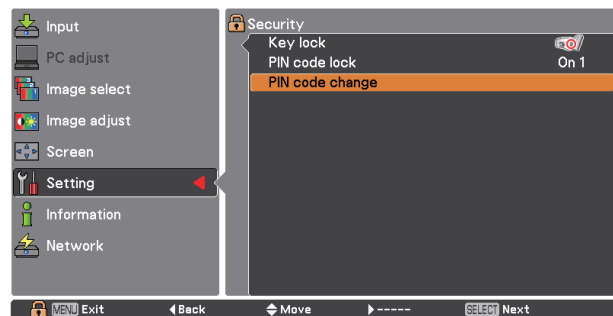 Input
PC adjust
Image select
Image adjust
Screen
Setting
Information
Network
Security
Key lock
PIN code lock On 1
PIN code change
MENU Exit Back Move ----- SELECT Next